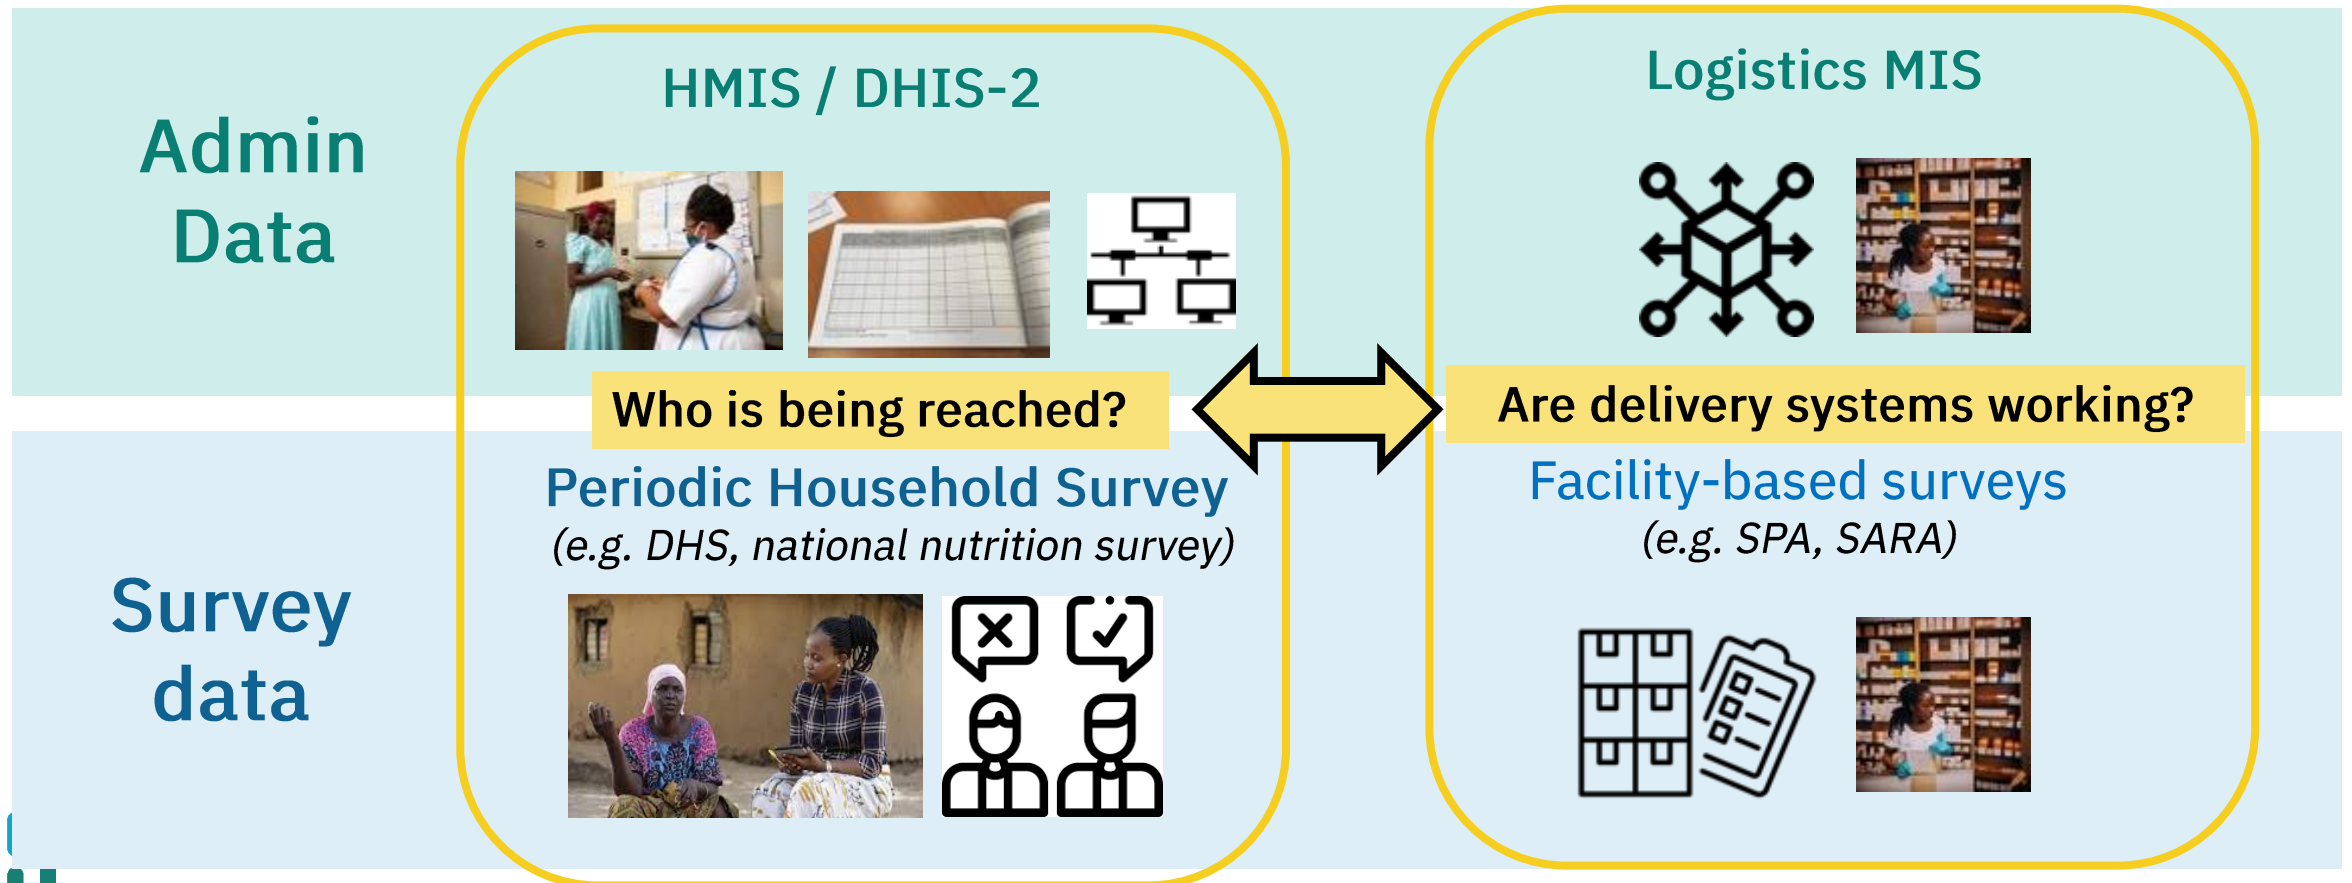 Admin
Data
HMIS / DHIS-2
Logistics MIS
Who is being reached?
Are delivery systems working?
Survey
data
Periodic Household Survey
(e.g. DHS, national nutrition survey)
Facility-based surveys
(e.g. SPA, SARA)